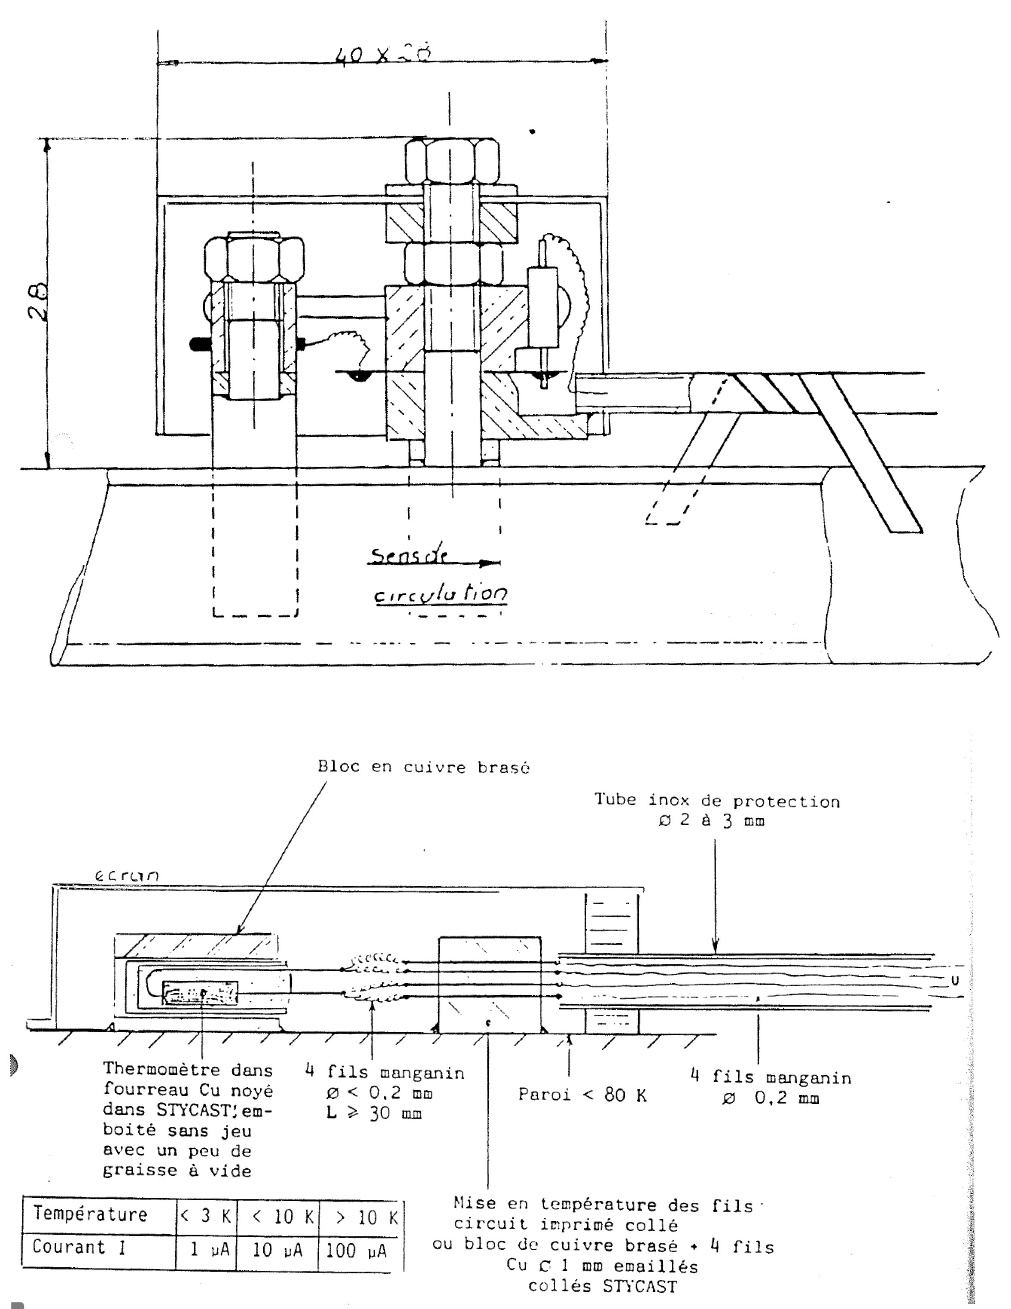 40 X 28
28
sens de
circulation
Bloc en cuivre brasé
Tube inox de protection
Ø 2 à 3 mm
écran
Thermomètre dans
fourreau Cu noyé
dans STYCAST; em-
boité sans jeu
avec un peu de
graisse à vide
4 fils manganin
Ø < 0,2 mm
L ⩾ 30 mm
Paroi < 80 K
4 fils manganin
Ø 0,2 mm
Mise en température des fils
circuit imprimé collé
ou bloc de cuivre brasé + 4 fils
Cu Ø 1 mm emaillés
collés STYCAST
Température < 3 K < 10 K > 10 K
Courant I 1 µA 10 µA 100 µA